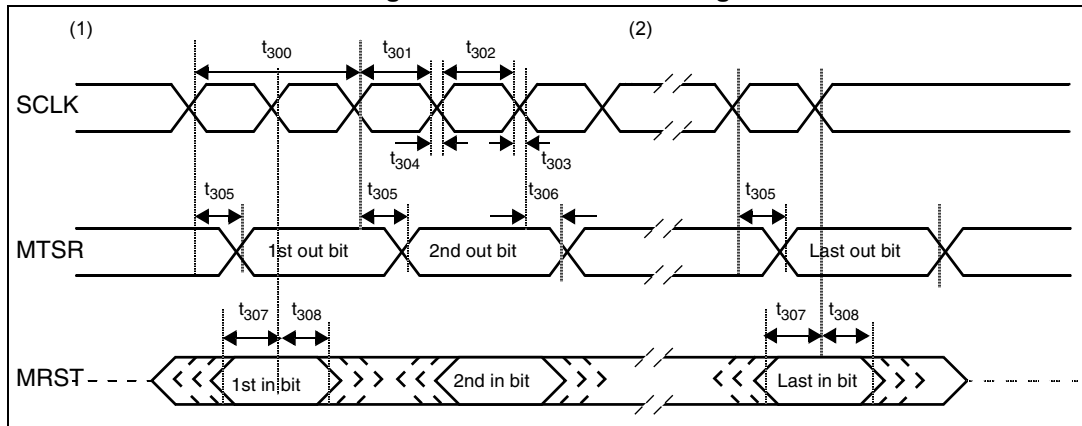 (1) (2)
t300 t301 t302
SCLK
t304 t303
t305 t305 t306 t305
MTSR 1st out bit 2nd out bit Last out bit
t307 t308 t307 t308
MRST 1st in bit 2nd in bit Last in bit